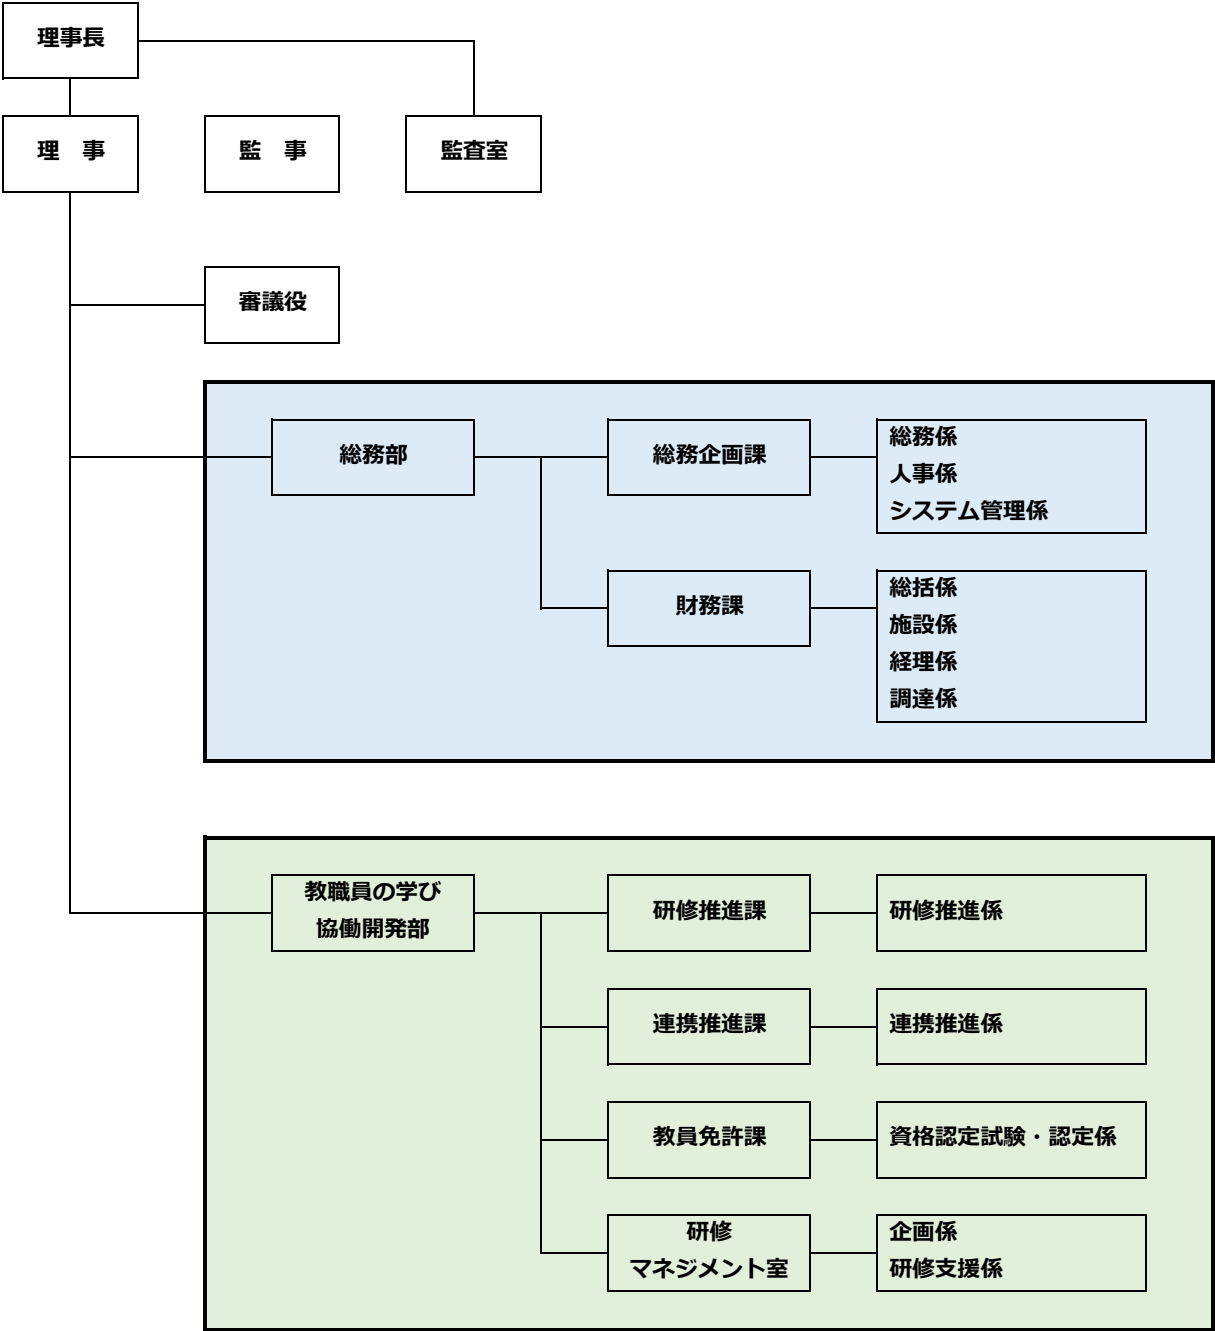 理事長
理　事
監　事
監査室
審議役
総務部
総務企画課
総務係
人事係
システム管理係
財務課
総括係
施設係
経理係
調達係
教職員の学び
協働開発部
研修推進課
研修推進係
連携推進課
連携推進係
教員免許課
資格認定試験・認定係
研修
マネジメント室
企画係
研修支援係